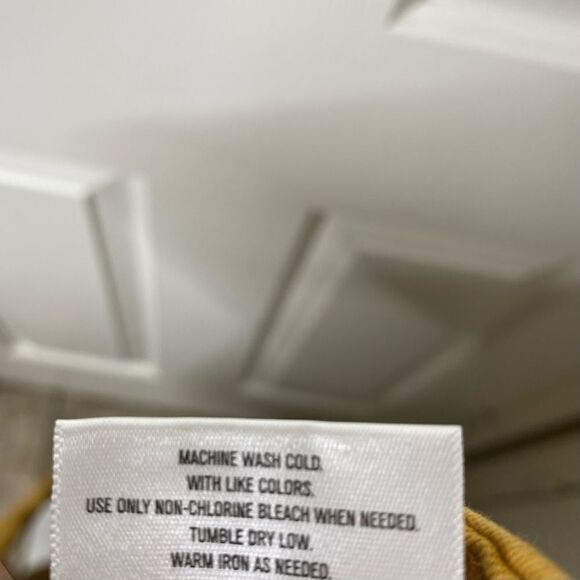 MACHINE WASH COLD.
WITH LIKE COLORS.
USE ONLY NON-CHLORINE BLEACH WHEN NEEDED.
TUMBLE DRY LOW.
WARM IRON AS NEEDED.